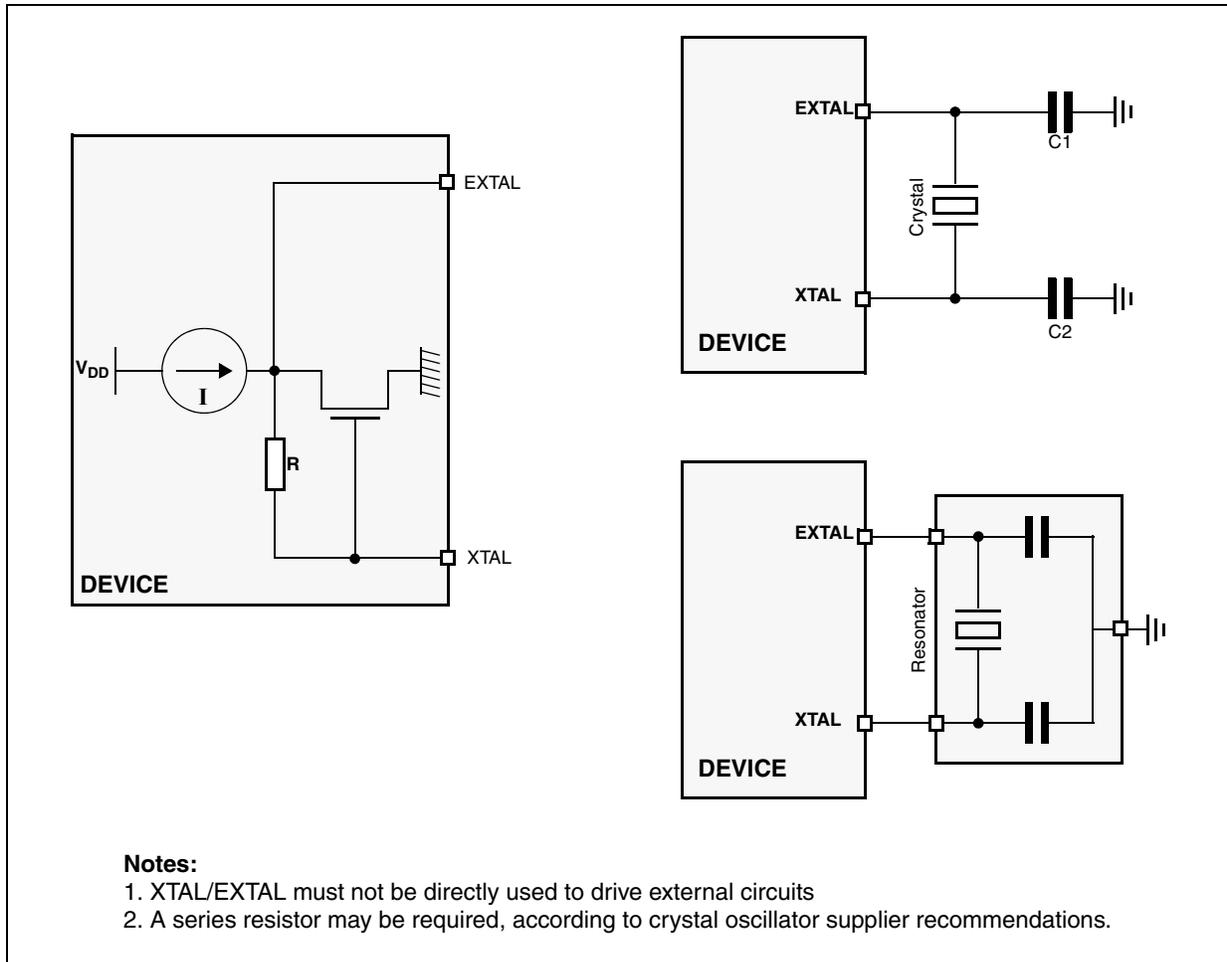 EXTAL
V_DD
I
R
XTAL
DEVICE
EXTAL
C1
Crystal
XTAL
C2
DEVICE
EXTAL
Resonator
XTAL
DEVICE
Notes:
1. XTAL/EXTAL must not be directly used to drive external circuits
2. A series resistor may be required, according to crystal oscillator supplier recommendations.